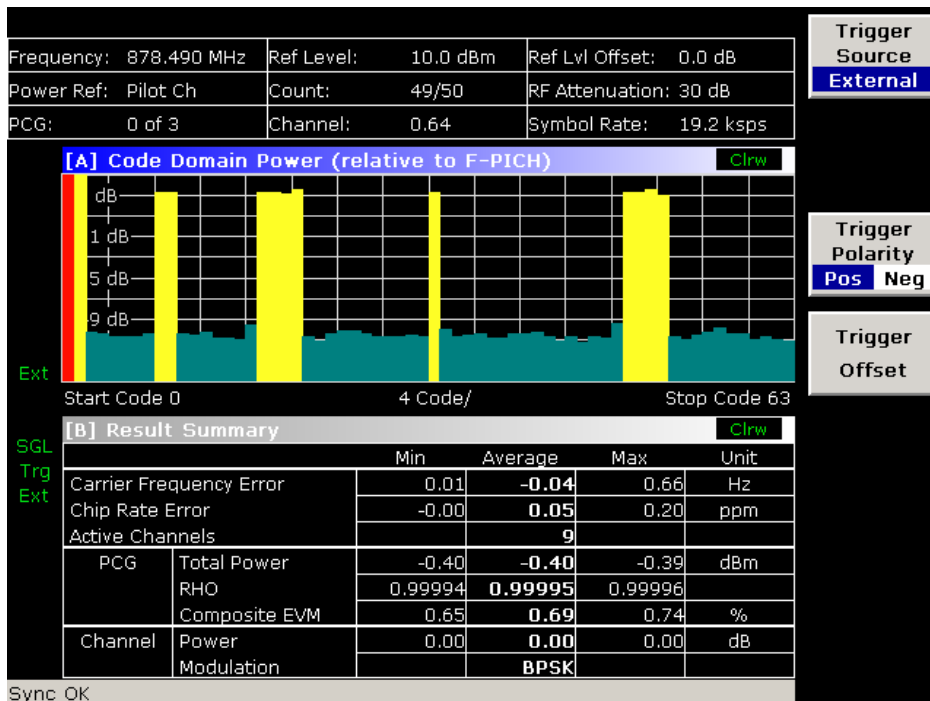 Frequency: 878.490 MHz Ref Level: 10.0 dBm Ref Lvl Offset: 0.0 dB
Power Ref: Pilot Ch Count: 49/50 RF Attenuation: 30 dB
PCG: 0 of 3 Channel: 0.64 Symbol Rate: 19.2 ksps
[A] Code Domain Power (relative to F-PICH) Clrw
dB
1 dB
5 dB
9 dB
Ext
Start Code 0 4 Code/ Stop Code 63
[B] Result Summary Clrw
SGL
Trg
Ext
Min Average Max Unit
Carrier Frequency Error 0.01 -0.04 0.66 Hz
Chip Rate Error -0.00 0.05 0.20 ppm
Active Channels 9
PCG Total Power -0.40 -0.40 -0.39 dBm
RHO 0.99994 0.99995 0.99996
Composite EVM 0.65 0.69 0.74 %
Channel Power 0.00 0.00 0.00 dB
Modulation BPSK
Sync OK
Trigger
Source
External
Trigger
Polarity
Pos Neg
Trigger
Offset